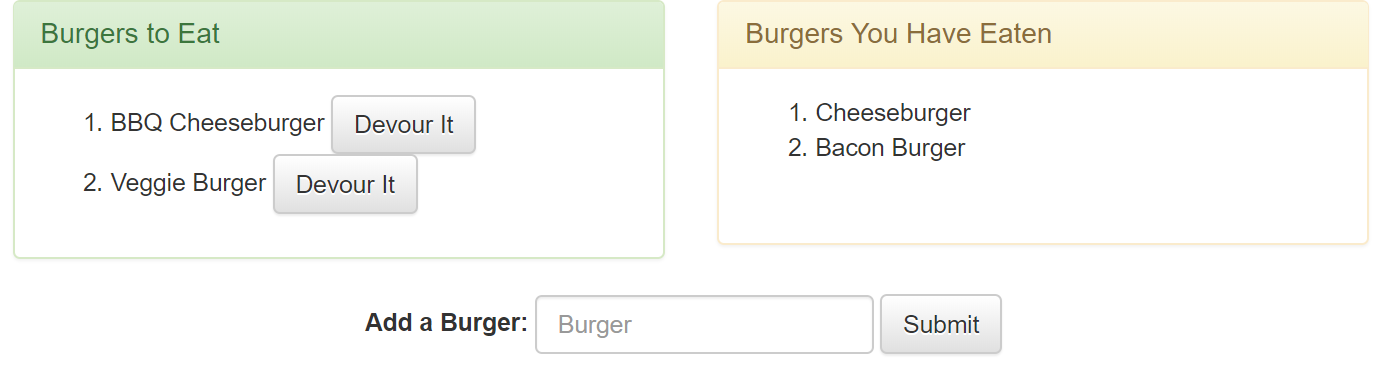 Burgers to Eat
1. BBQ Cheeseburger Devour It
2. Veggie Burger Devour It
Burgers You Have Eaten
1. Cheeseburger
2. Bacon Burger
Add a Burger: Burger Submit